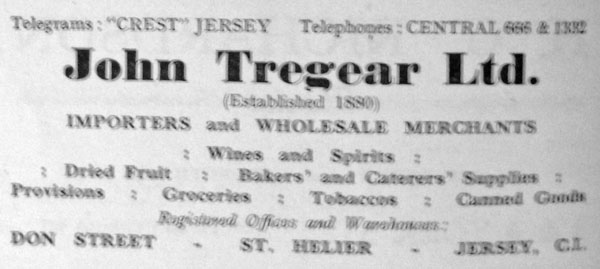 Telegrams : "CREST" JERSEY Telephones : CENTRAL 666 & 1332
John Tregear Ltd.
(Established 1880)
IMPORTERS and WHOLESALE MERCHANTS
: Wines and Spirits :
: Dried Fruit : Bakers' and Caterers' Supplies :
Provisions : Groceries : Tobaccos : Canned Goods
Registered Offices and Warehouses:
DON STREET - ST. HELIER - JERSEY, C.I.